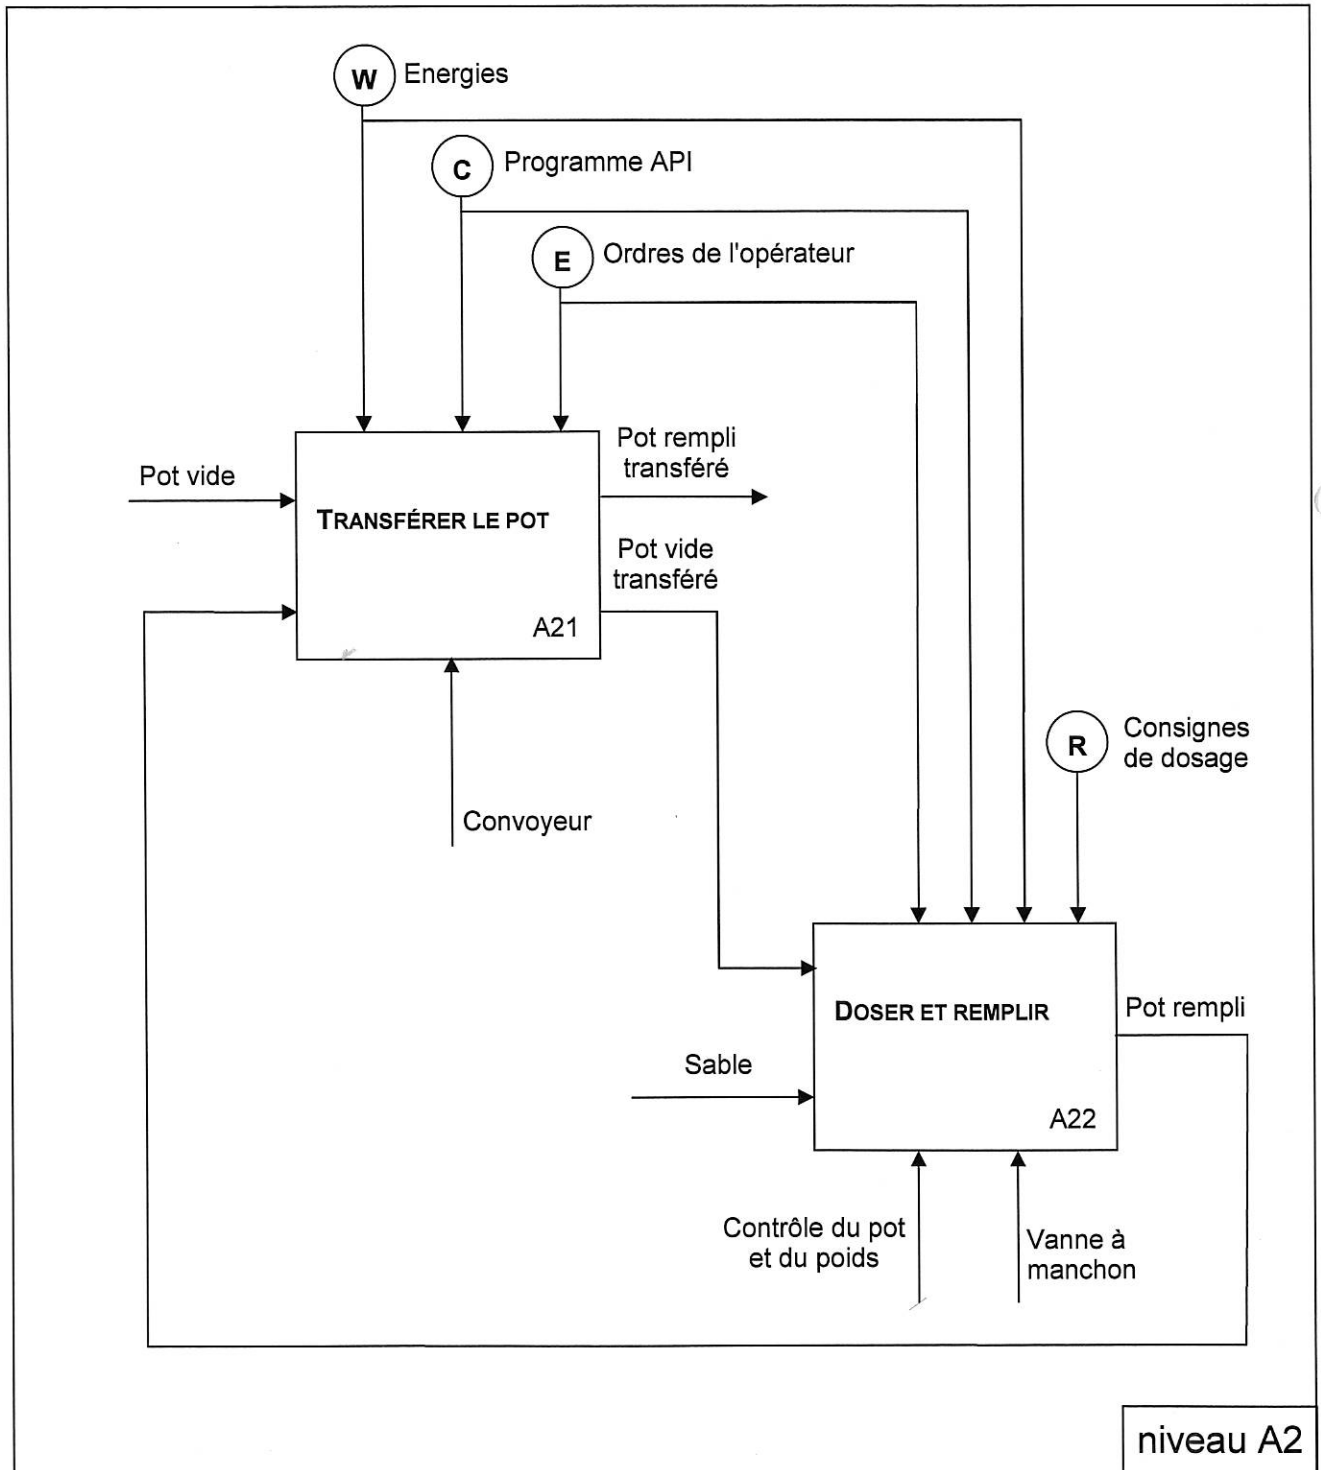 W Energies
C Programme API
E Ordres de l'opérateur
Pot rempli
transféré
Pot vide
TRANSFÉRER LE POT
Pot vide
transféré
A21
R
Consignes
de dosage
Convoyeur
DOSER ET REMPLIR
Pot rempli
Sable
A22
Contrôle du pot
et du poids
Vanne à
manchon
niveau A2